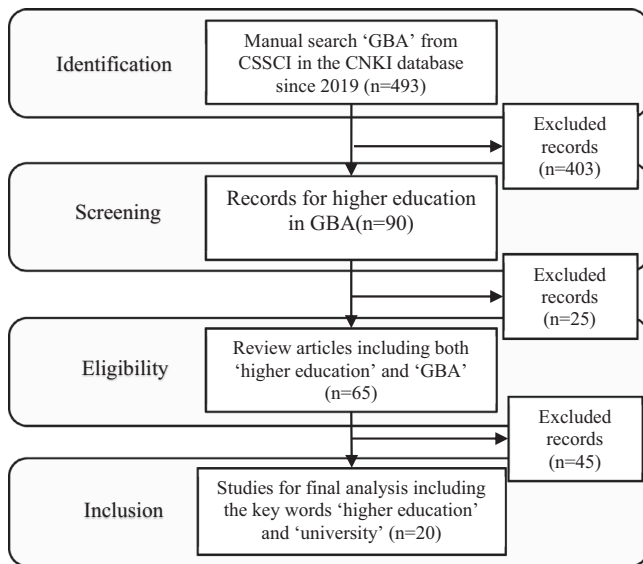 Identification
Manual search ‘GBA’ from
CSSCI in the CNKI database
since 2019 (n=493)
Excluded
records
(n=403)
Screening
Records for higher education
in GBA(n=90)
Excluded
records
(n=25)
Eligibility
Review articles including both
‘higher education’ and ‘GBA’
(n=65)
Excluded
records
(n=45)
Inclusion
Studies for final analysis including
the key words ‘higher education’
and ‘university’ (n=20)